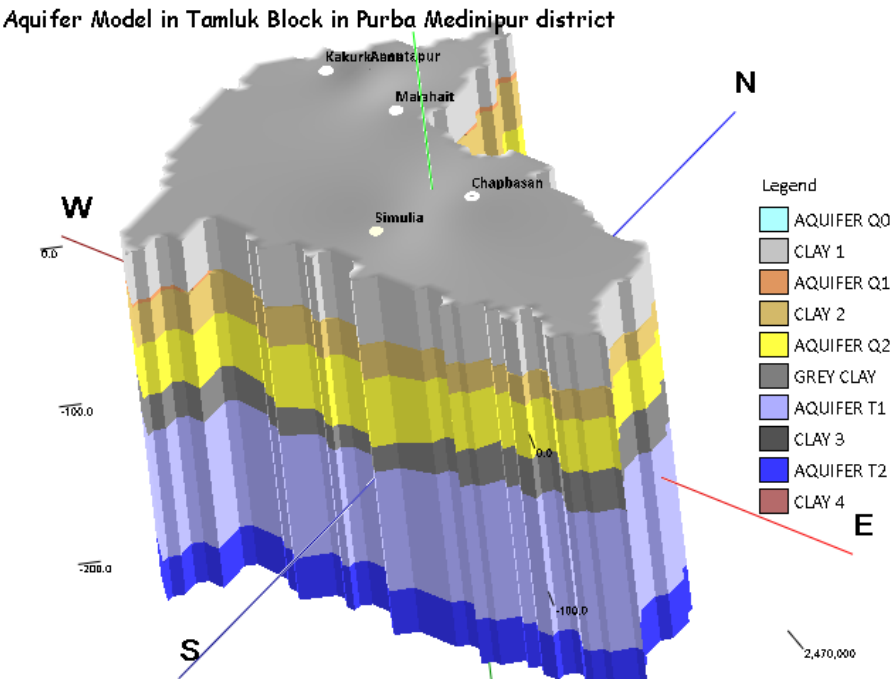 Aquifer Model in Tamluk Block in Purba Medinipur district
N
Malahait
Chapbasan
Legend
W
Simulia
AQUIFER Q0
0.0
CLAY 1
AQUIFER Q1
CLAY 2
AQUIFER Q2
GREY CLAY
-100.0
AQUIFER T1
CLAY 3
0.0
AQUIFER T2
CLAY 4
E
-200.0
-100.0
S
2,470,000